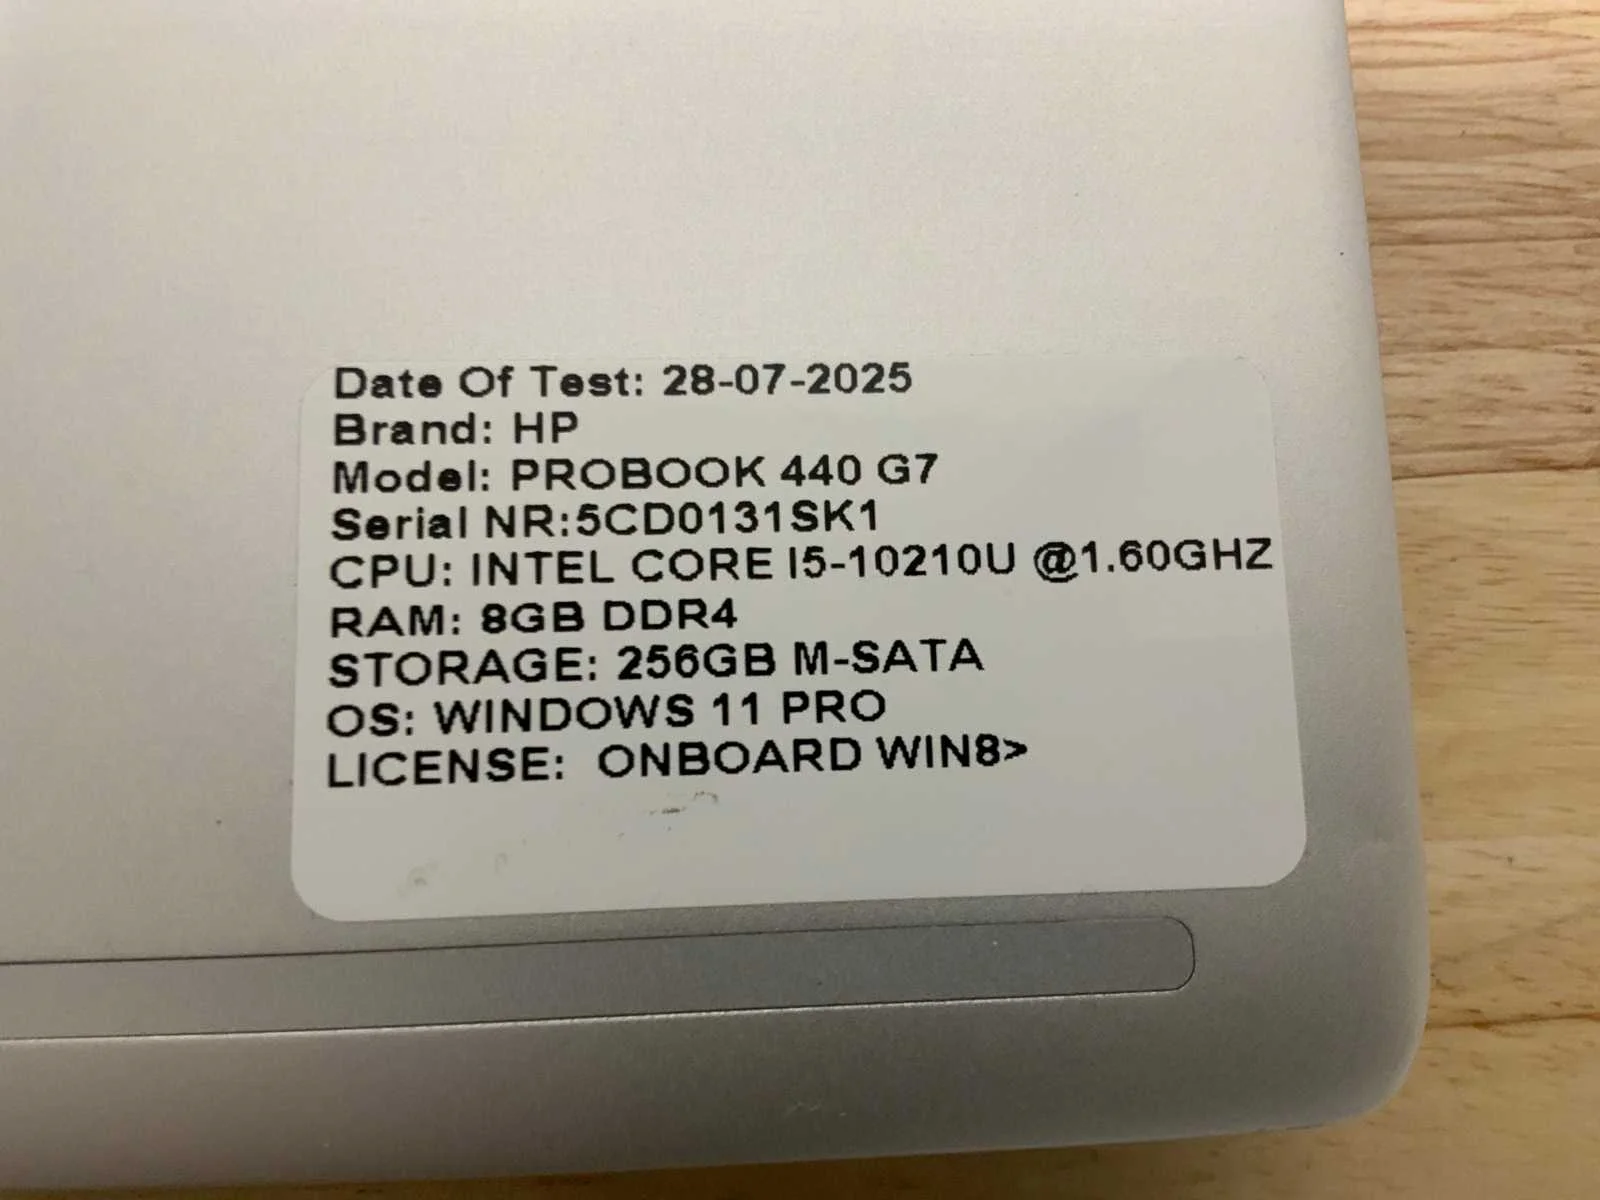 Date Of Test: 28-07-2025
Brand: HP
Model: PROBOOK 440 G7
Serial NR:5CD0131SK1
CPU: INTEL CORE I5-10210U @1.60GHZ
RAM: 8GB DDR4
STORAGE: 256GB M-SATA
OS: WINDOWS 11 PRO
LICENSE: ONBOARD WIN8>